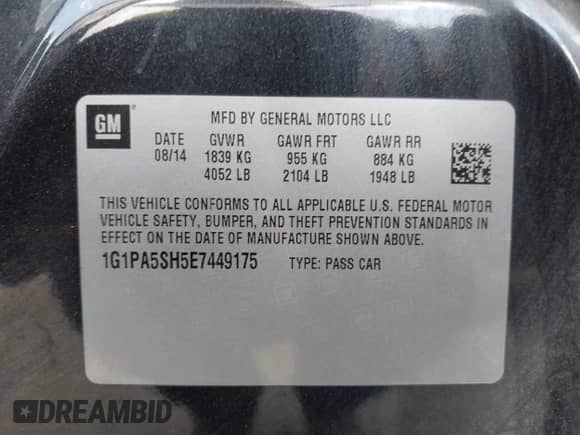 GM
MFD BY GENERAL MOTORS LLC
DATE GVWR GAWR FRT GAWR RR
08/14 1839 KG 955 KG 884 KG
4052 LB 2104 LB 1948 LB
THIS VEHICLE CONFORMS TO ALL APPLICABLE U.S. FEDERAL MOTOR
VEHICLE SAFETY, BUMPER, AND THEFT PREVENTION STANDARDS IN
EFFECT ON THE DATE OF MANUFACTURE SHOWN ABOVE.
1G1PA5SH5E7449175 TYPE: PASS CAR
DREAMBID